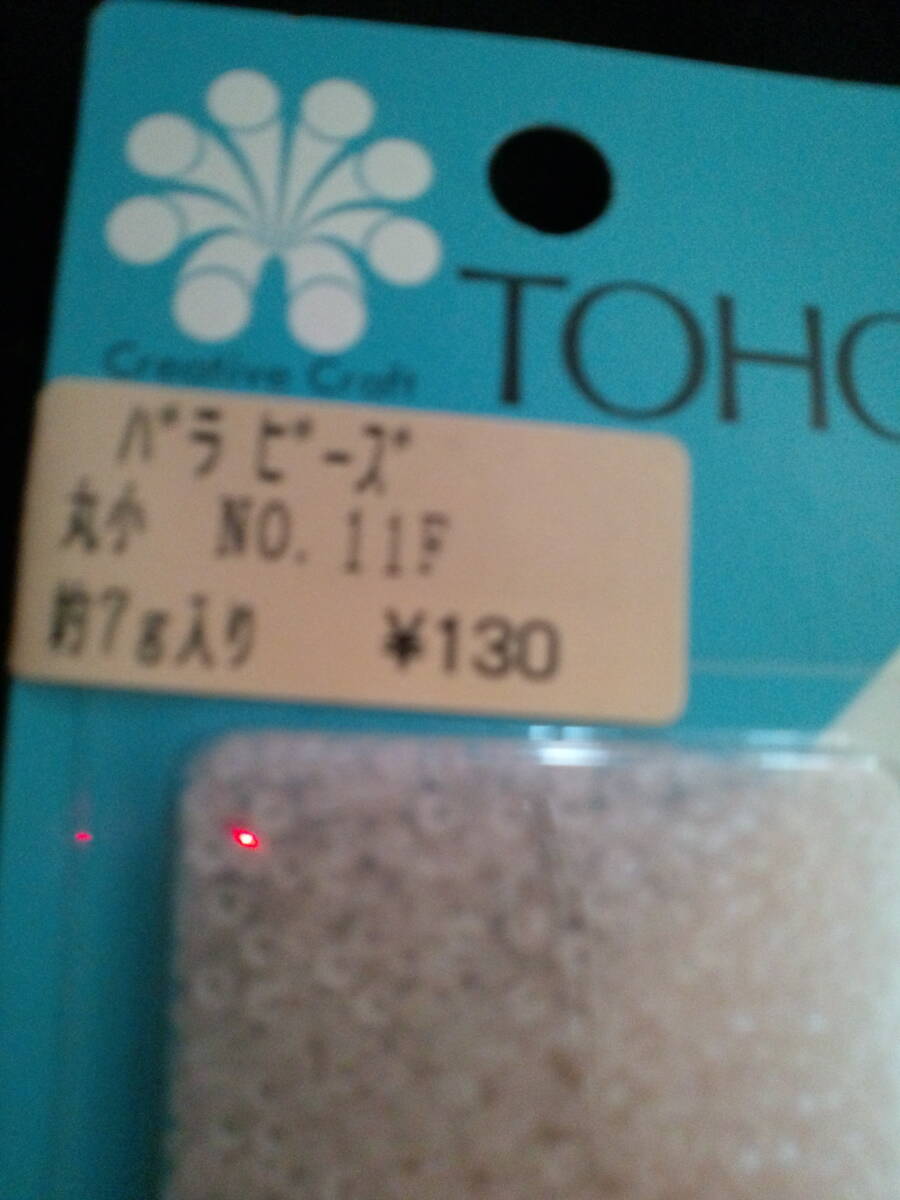 TOHO
Creative Craft
バラ ビーズ
丸小 NO. 11F
約7g入り ¥130